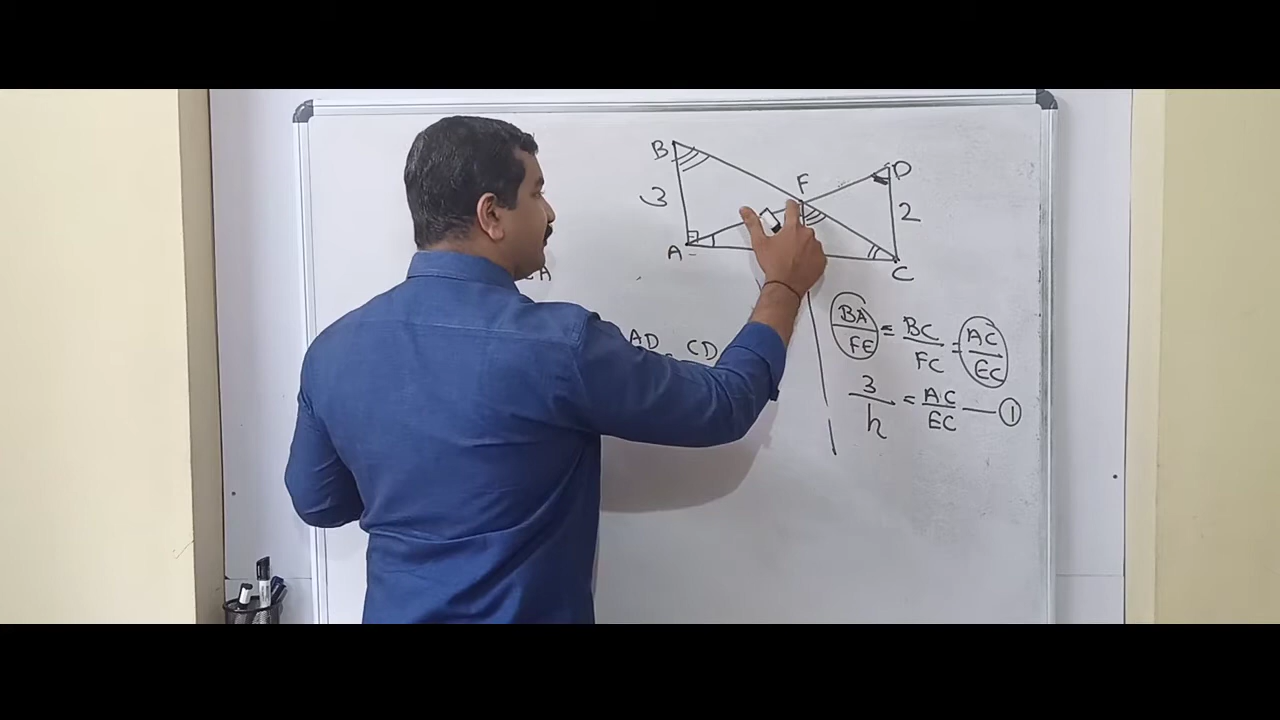 B
F
D
3
2
A
C
AD
CD
BA/FE = BC/FC = AC/EC
3/h = AC/EC — ①